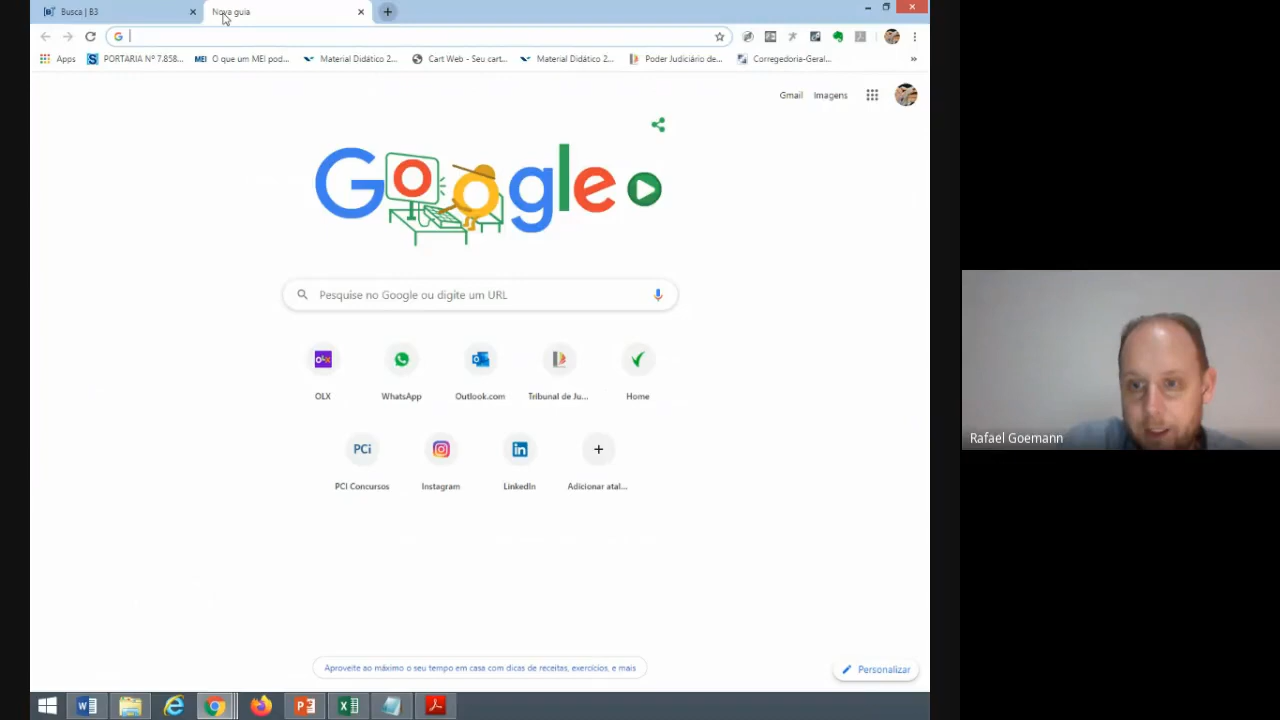 Busca | B3
Nova guia
Apps
PORTARIA Nº 7.858...
MEI O que um MEI pod...
Material Didático 2...
Cart Web - Seu cart...
Material Didático 2...
Poder Judiciário de...
Corregedoria-Geral...
»
Gmail
Imagens
Google
Pesquise no Google ou digite um URL
OLX
WhatsApp
Outlook.com
Tribunal de Ju...
Home
PCi
PCI Concursos
Instagram
LinkedIn
Adicionar atal...
Rafael Goemann
Aproveite ao máximo o seu tempo em casa com dicas de receitas, exercícios, e mais
Personalizar